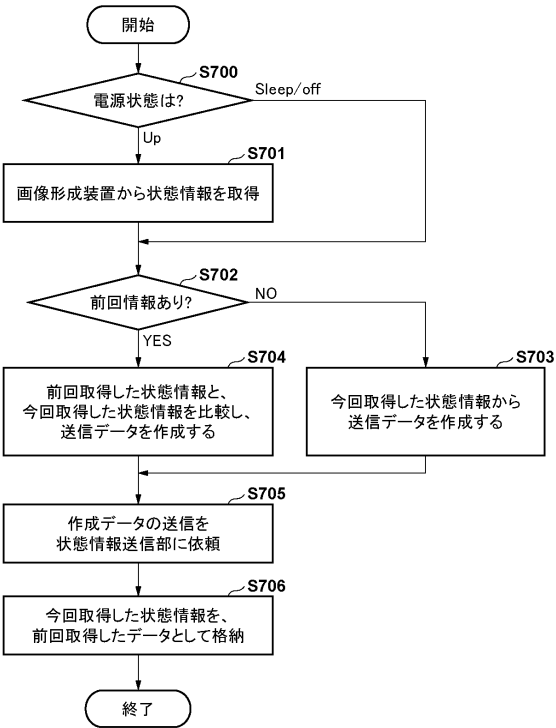 開始
S700
電源状態は?
Sleep/off
Up
S701
画像形成装置から状態情報を取得
S702
前回情報あり?
NO
YES
S704
前回取得した状態情報と、
今回取得した状態情報を比較し、
送信データを作成する
S703
今回取得した状態情報から
送信データを作成する
S705
作成データの送信を
状態情報送信部に依頼
S706
今回取得した状態情報を、
前回取得したデータとして格納
終了